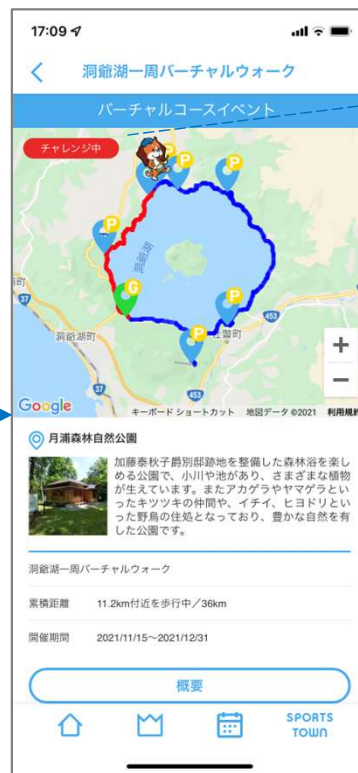 17:09
洞爺湖一周バーチャルウォーク
バーチャルコースイベント
チャレンジ中
P
P
P
P
洞爺湖
G
P
P
37
洞爺湖町
453
壮瞥町
453
37
+
−
Google
キーボード ショートカット 地図データ ©2021 利用規約
月浦森林自然公園
加藤泰秋子爵別邸跡地を整備した森林浴を楽しめる公園で、小川や池があり、さまざまな植物が生えています。またアカゲラやヤマゲラといったキツツキの仲間や、イチイ、ヒヨドリといった野鳥の住処となっており、豊かな自然を有した公園です。
洞爺湖一周バーチャルウォーク
累積距離 11.2km付近を歩行中／36km
開催期間 2021/11/15～2021/12/31
概要
SPORTS
TOWN